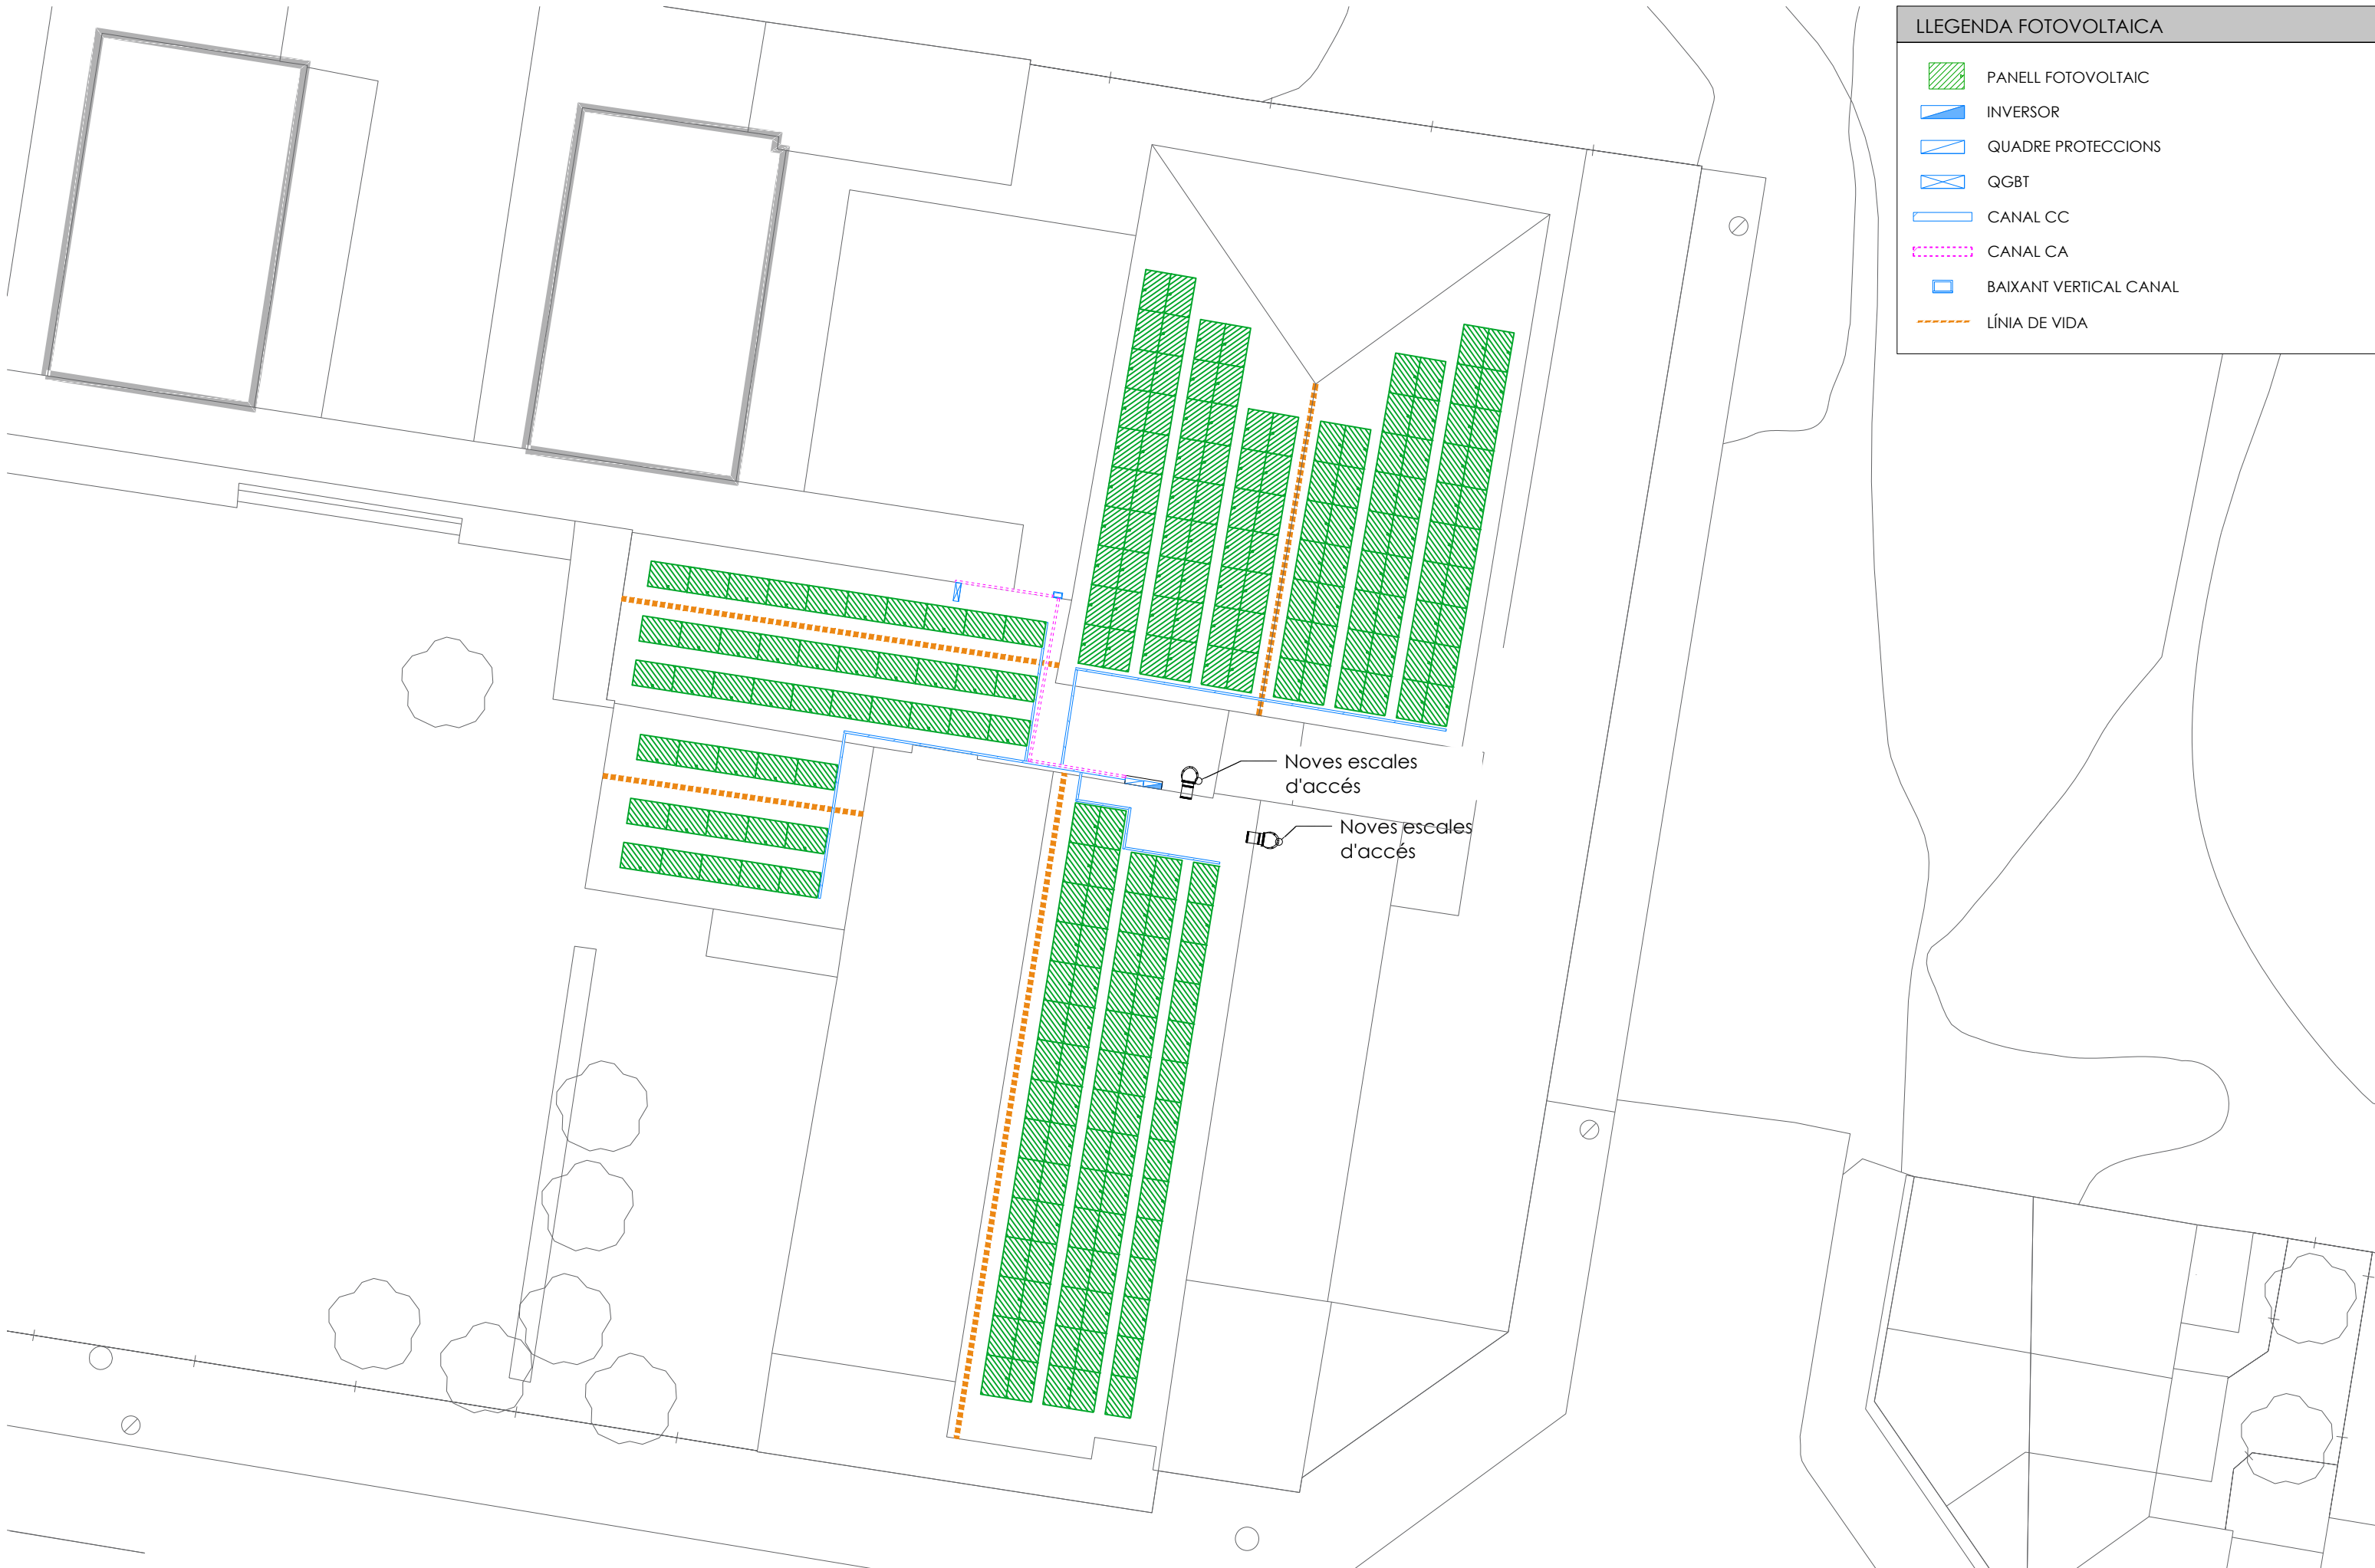 LLEGENDA FOTOVOLTAICA
PANELL FOTOVOLTAIC
INVERSOR
QUADRE PROTECCIONS
QGBT
CANAL CC
CANAL CA
BAIXANT VERTICAL CANAL
LÍNIA DE VIDA
Noves escales
d'accés
Noves escales
d'accés